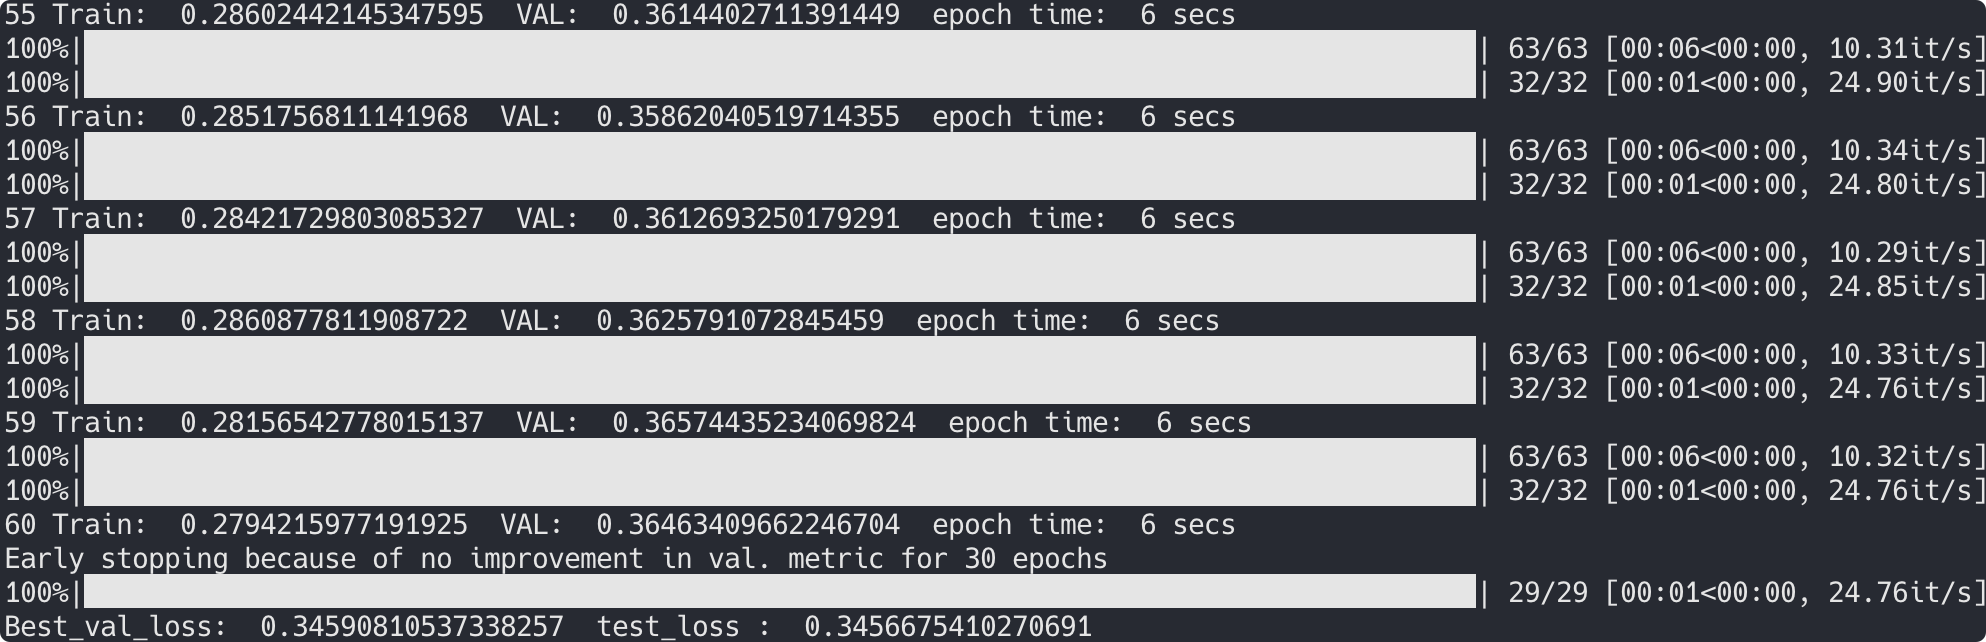 55 Train:  0.28602442145347595  VAL:  0.3614402711391449  epoch time:  6 secs
100%|| 63/63 [00:06<00:00, 10.31it/s]
100%|| 32/32 [00:01<00:00, 24.90it/s]
56 Train:  0.2851756811141968  VAL:  0.35862040519714355  epoch time:  6 secs
100%|| 63/63 [00:06<00:00, 10.34it/s]
100%|| 32/32 [00:01<00:00, 24.80it/s]
57 Train:  0.28421729803085327  VAL:  0.3612693250179291  epoch time:  6 secs
100%|| 63/63 [00:06<00:00, 10.29it/s]
100%|| 32/32 [00:01<00:00, 24.85it/s]
58 Train:  0.2860877811908722  VAL:  0.3625791072845459  epoch time:  6 secs
100%|| 63/63 [00:06<00:00, 10.33it/s]
100%|| 32/32 [00:01<00:00, 24.76it/s]
59 Train:  0.28156542778015137  VAL:  0.36574435234069824  epoch time:  6 secs
100%|| 63/63 [00:06<00:00, 10.32it/s]
100%|| 32/32 [00:01<00:00, 24.76it/s]
60 Train:  0.2794215977191925  VAL:  0.36463409662246704  epoch time:  6 secs
Early stopping because of no improvement in val. metric for 30 epochs
100%|| 29/29 [00:01<00:00, 24.76it/s]
Best_val_loss:  0.34590810537338257  test_loss :  0.3456675410270691